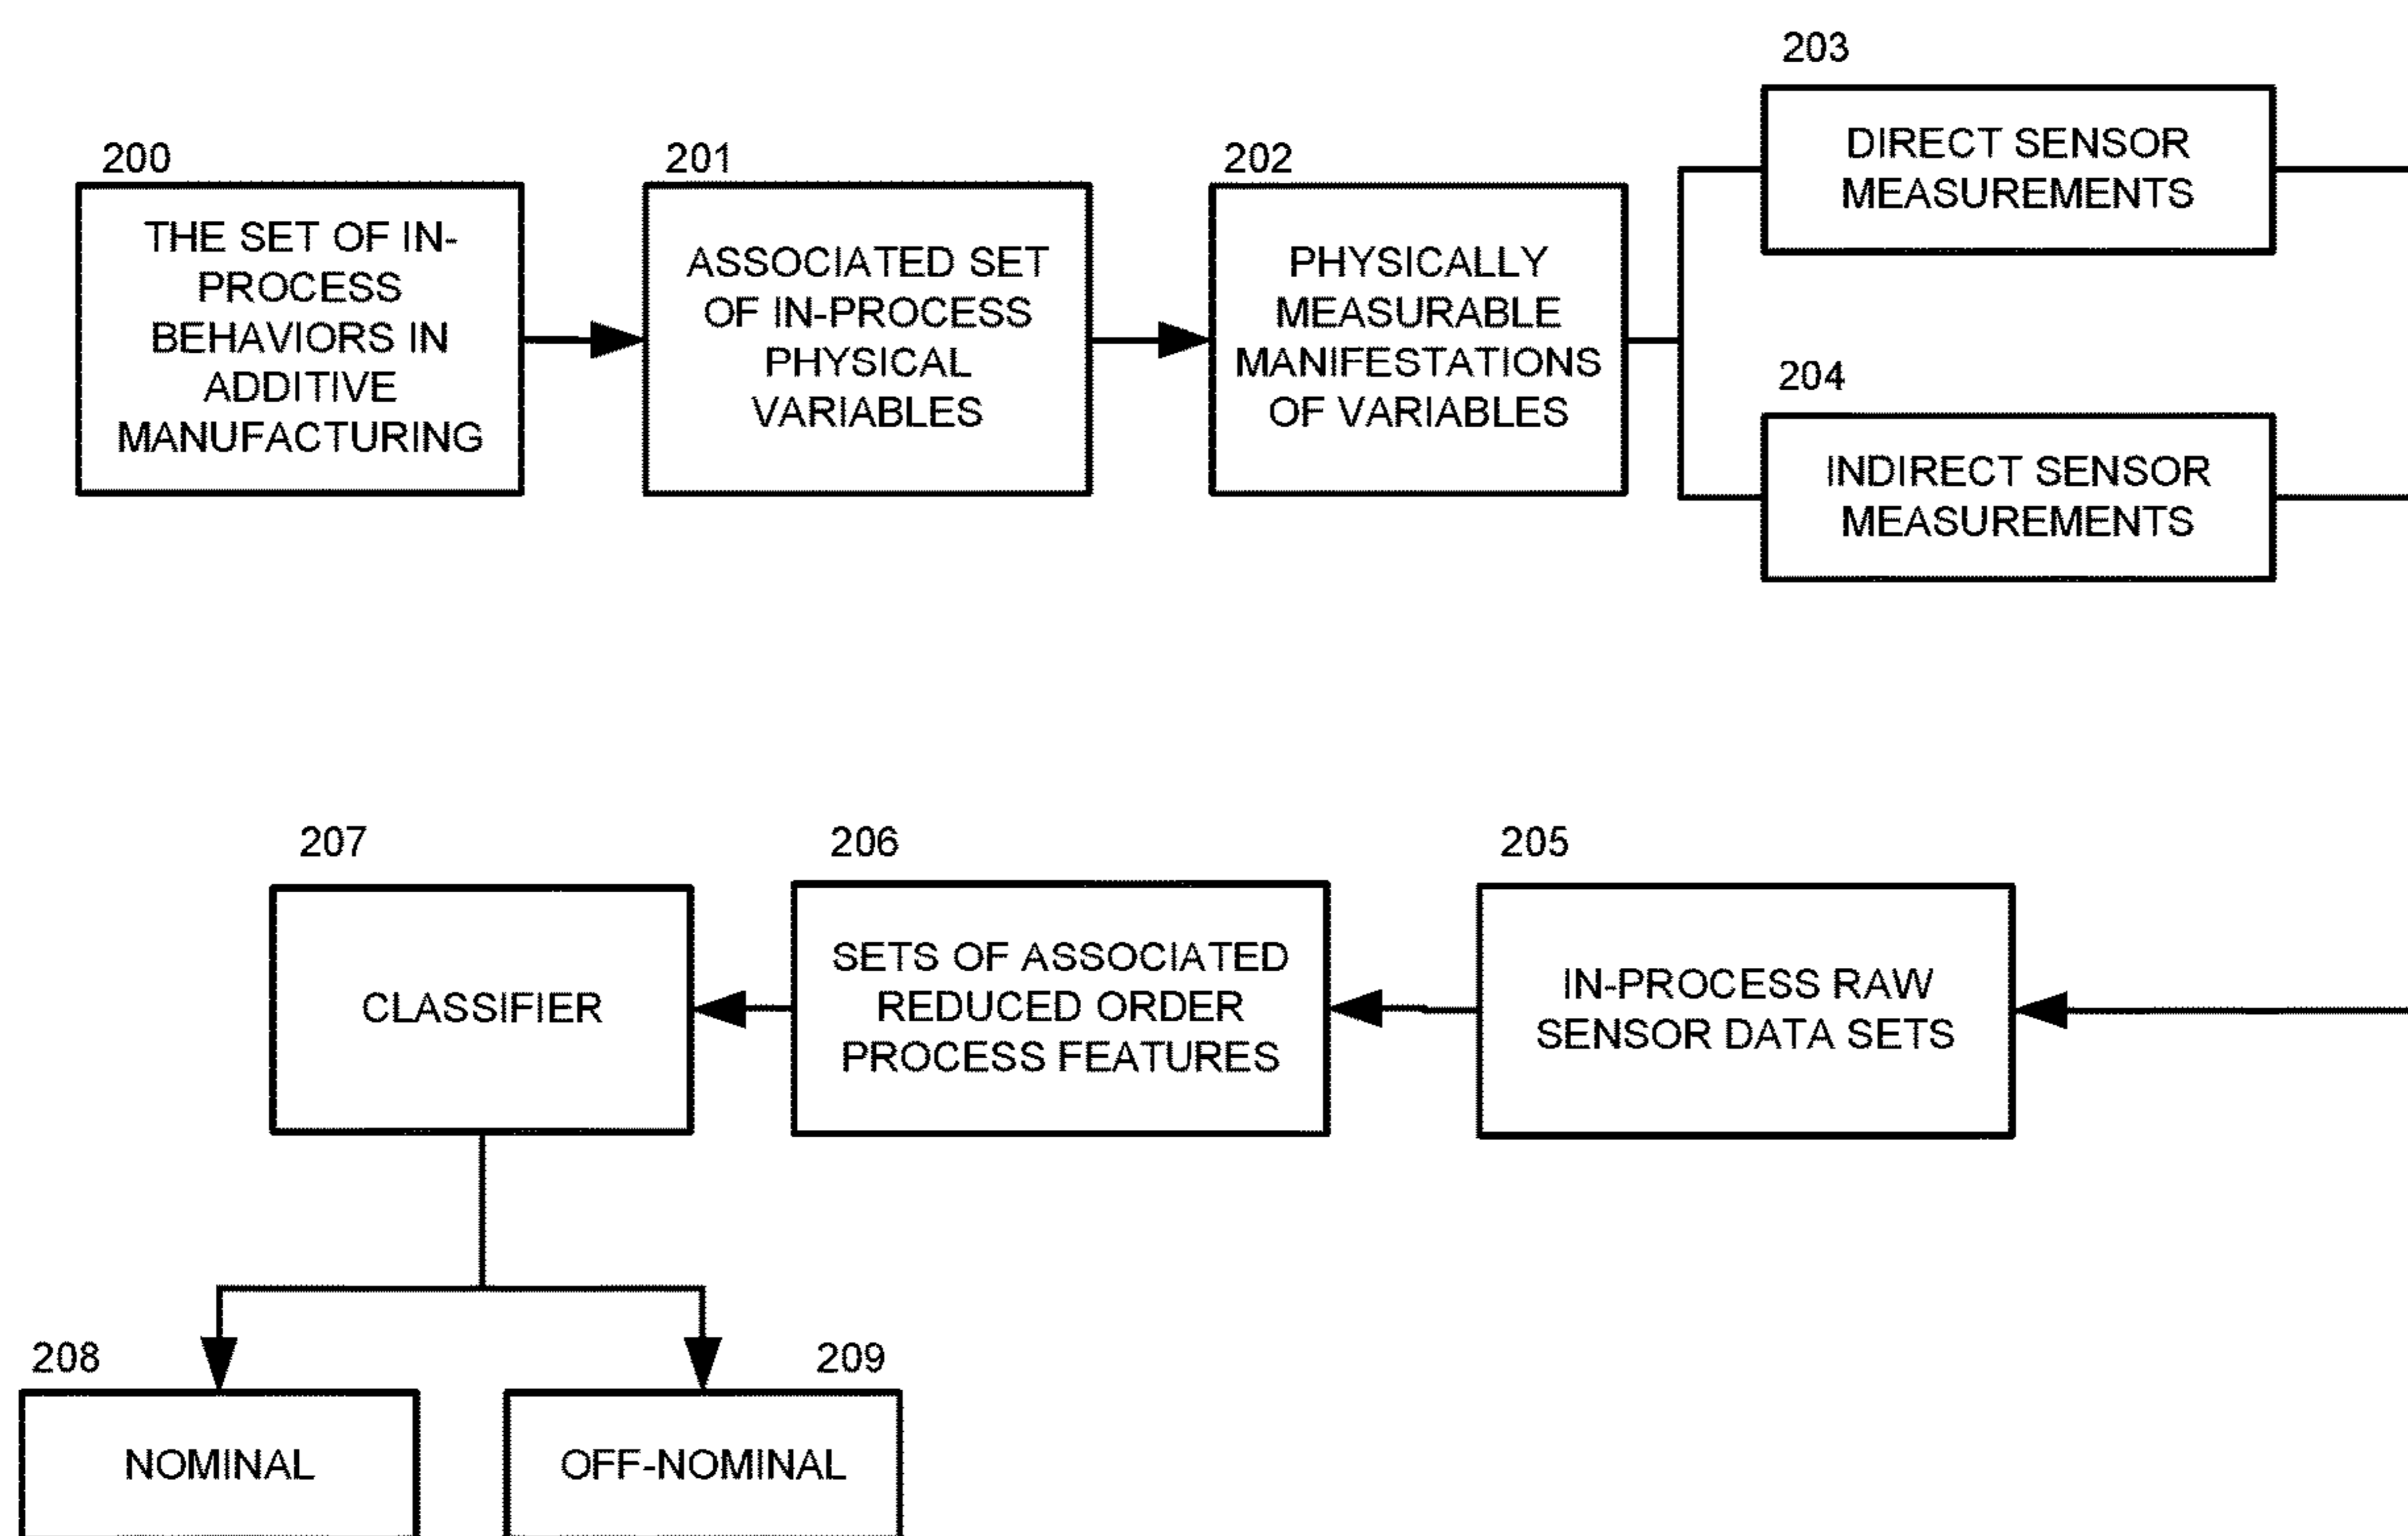 200
THE SET OF IN-
PROCESS
BEHAVIORS IN
ADDITIVE
MANUFACTURING
201
ASSOCIATED SET
OF IN-PROCESS
PHYSICAL
VARIABLES
202
PHYSICALLY
MEASURABLE
MANIFESTATIONS
OF VARIABLES
203
DIRECT SENSOR
MEASUREMENTS
204
INDIRECT SENSOR
MEASUREMENTS
205
IN-PROCESS RAW
SENSOR DATA SETS
206
SETS OF ASSOCIATED
REDUCED ORDER
PROCESS FEATURES
207
CLASSIFIER
208
NOMINAL
209
OFF-NOMINAL